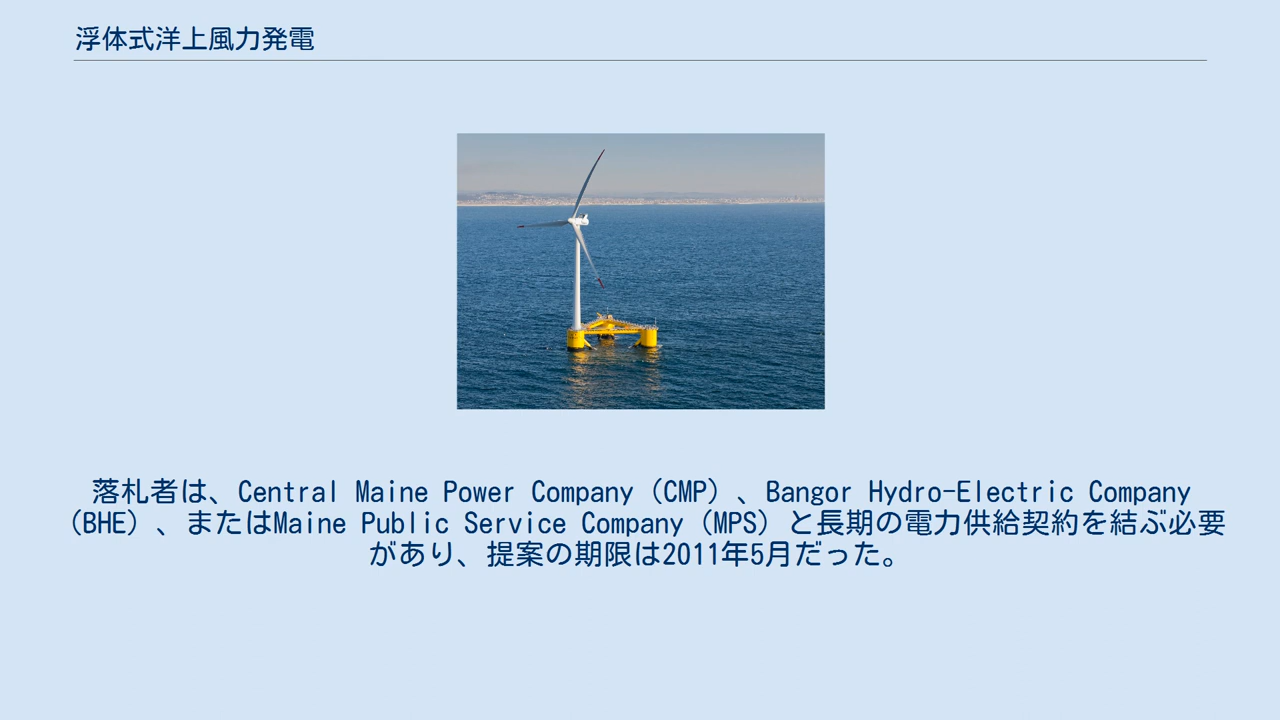 浮体式洋上風力発電
落札者は、Central Maine Power Company（CMP）、Bangor Hydro-Electric Company
（BHE）、またはMaine Public Service Company（MPS）と長期の電力供給契約を結ぶ必要
があり、提案の期限は2011年5月だった。